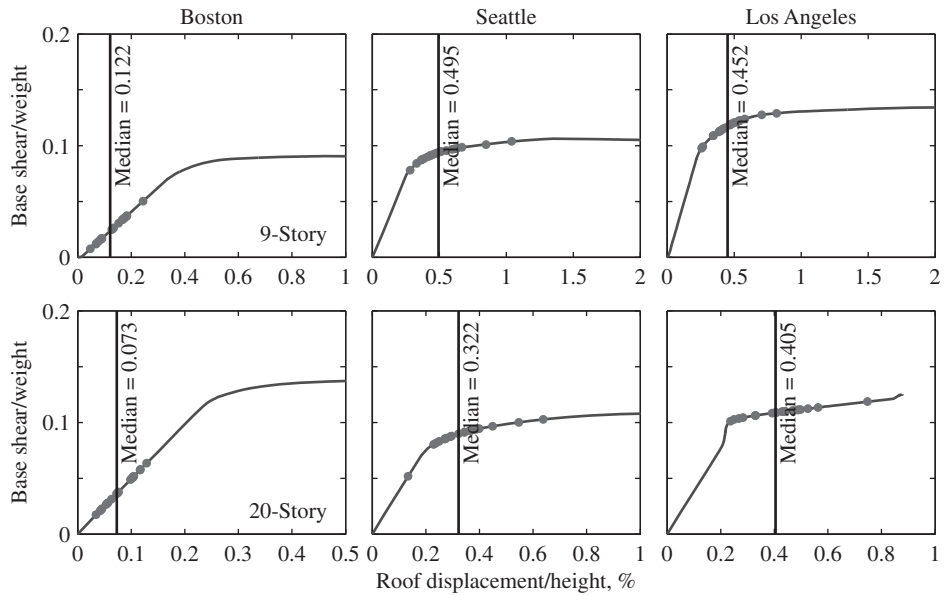 Boston Seattle Los Angeles
0.2
0.1
0
Base shear/weight
Median = 0.122
9-Story
0 0.2 0.4 0.6 0.8 1
Median = 0.495
0 0.5 1 1.5 2
Median = 0.452
0 0.5 1 1.5 2
0.2
0.1
0
Base shear/weight
Median = 0.073
20-Story
0 0.1 0.2 0.3 0.4 0.5
Median = 0.322
0 0.2 0.4 0.6 0.8 1
Median = 0.405
0 0.2 0.4 0.6 0.8 1
Roof displacement/height, %